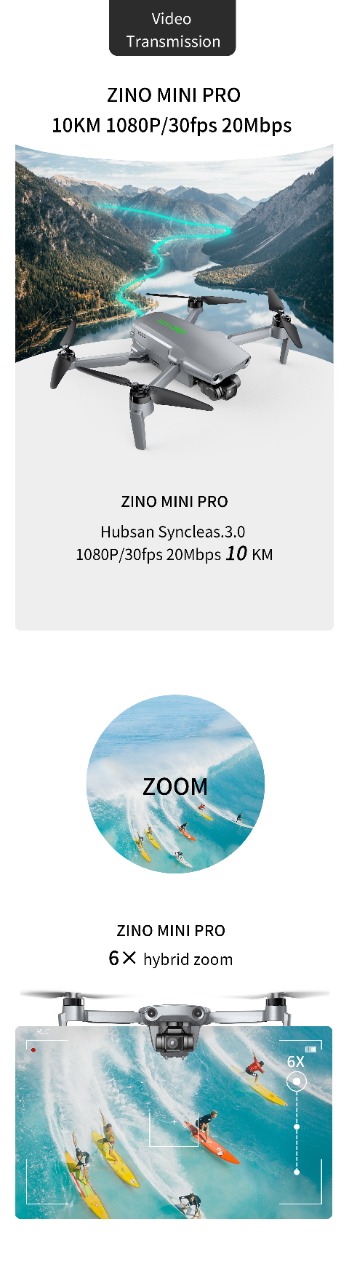 Video
Transmission
ZINO MINI PRO
10KM 1080P/30fps 20Mbps
ZINO MINI PRO
Hubsan Syncleas.3.0
1080P/30fps 20Mbps 10 KM
ZOOM
ZINO MINI PRO
6× hybrid zoom
6X